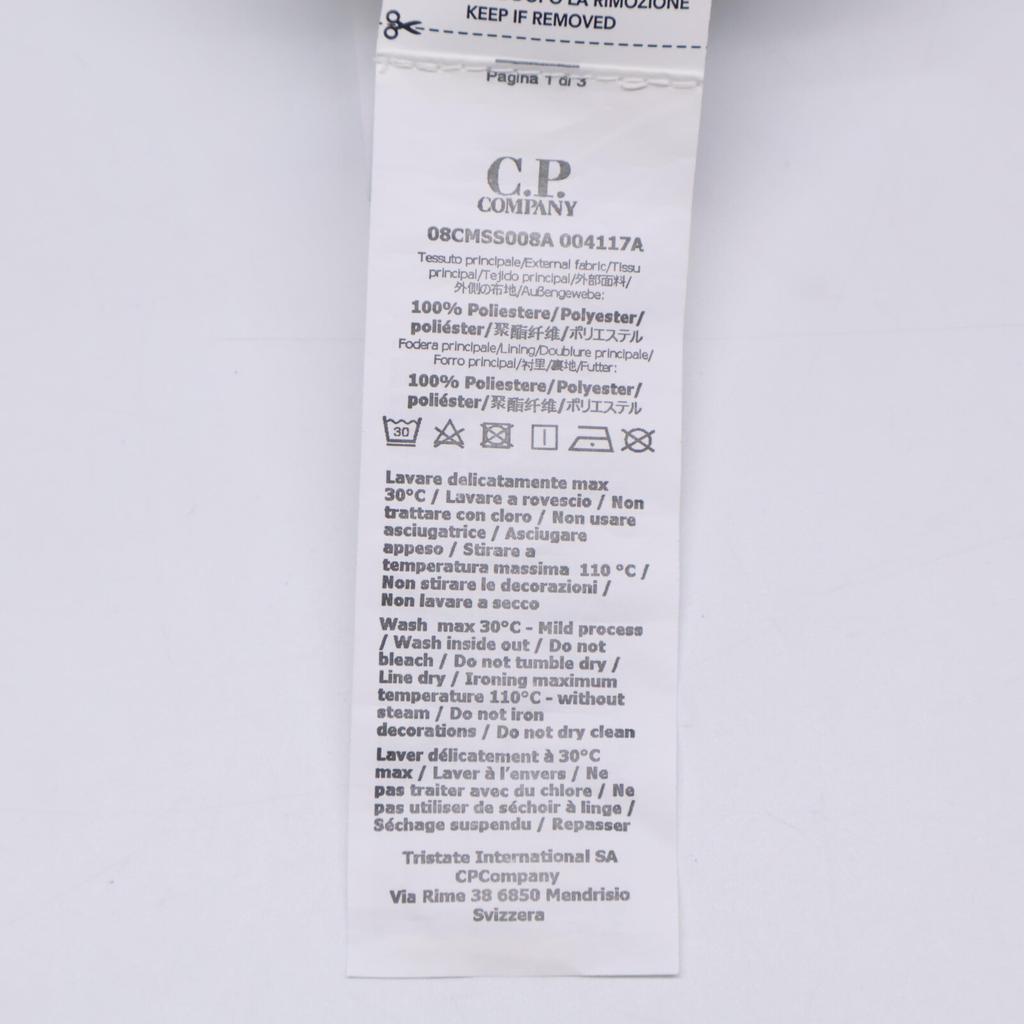 LA RIMOZIONE
KEEP IF REMOVED
Pagina 1 di 3
C.P.
COMPANY
08CMSS008A 004117A
Tessuto principale/External fabric/Tissu
principal/Tejido principal/外部面料/
外側の布地/Außengewebe:
100% Poliestere/Polyester/
poliéster/聚酯纤维/ポリエステル
Fodera principale/Lining/Doublure principale/
Forro principal/衬里/裏地/Futter:
100% Poliestere/Polyester/
poliéster/聚酯纤维/ポリエステル
30
Lavare delicatamente max
30°C / Lavare a rovescio / Non
trattare con cloro / Non usare
asciugatrice / Asciugare
appeso / Stirare a
temperatura massima 110 °C /
Non stirare le decorazioni /
Non lavare a secco
Wash max 30°C - Mild process
/ Wash inside out / Do not
bleach / Do not tumble dry /
Line dry / Ironing maximum
temperature 110°C - without
steam / Do not iron
decorations / Do not dry clean
Laver délicatement à 30°C
max / Laver à l'envers / Ne
pas traiter avec du chlore / Ne
pas utiliser de séchoir à linge /
Séchage suspendu / Repasser
Tristate International SA
CPCompany
Via Rime 38 6850 Mendrisio
Svizzera